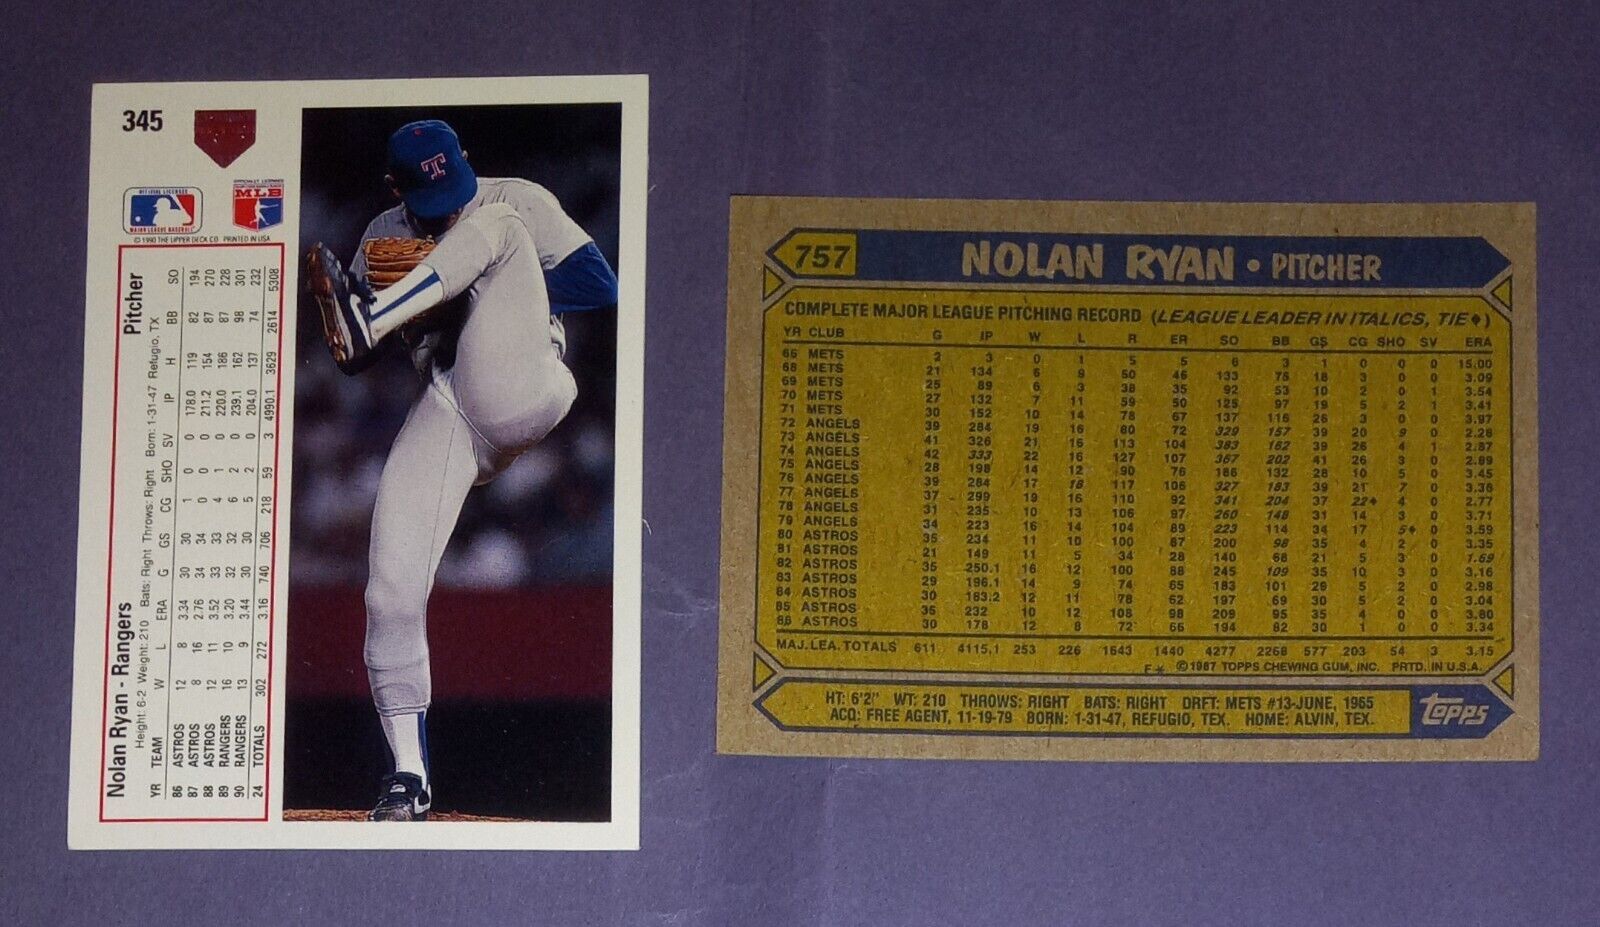 345
OFFICIAL LICENSEE
MAJOR LEAGUE BASEBALL
OFFICIALLY LICENSED
MLB
© 1990 THE UPPER DECK CO. PRINTED IN USA
Nolan Ryan - Rangers Pitcher
Height: 6-2 Weight: 210 Bats: Right Throws: Right Born: 1-31-47 Refugio, TX
YR TEAM W L ERA G GS CG SHO SV IP H BB SO
86 ASTROS 12 8 3.34 30 30 1 0 0 178.0 119 82 194
87 ASTROS 8 16 2.76 34 34 0 0 0 211.2 154 87 270
88 ASTROS 12 11 3.52 33 33 4 1 0 220.0 186 87 228
89 RANGERS 16 10 3.20 32 32 6 2 0 239.1 162 98 301
90 RANGERS 13 9 3.44 30 30 5 2 0 204.0 137 74 232
24 TOTALS 302 272 3.16 740 706 218 59 3 4990.1 3629 2614 5308
T
757 NOLAN RYAN • PITCHER
COMPLETE MAJOR LEAGUE PITCHING RECORD (LEAGUE LEADER IN ITALICS, TIE♦)
YR CLUB G IP W L R ER SO BB GS CG SHO SV ERA
66 METS 2 3 0 1 5 5 6 3 1 0 0 0 15.00
68 METS 21 134 6 9 50 46 133 75 18 3 0 0 3.09
69 METS 25 89 6 3 38 35 92 53 10 2 0 1 3.54
70 METS 27 132 7 11 59 50 125 97 19 5 2 1 3.41
71 METS 30 152 10 14 78 67 137 116 26 3 0 0 3.97
72 ANGELS 39 284 19 16 80 72 329 157 39 20 9 0 2.28
73 ANGELS 41 326 21 16 113 104 383 162 39 26 4 1 2.87
74 ANGELS 42 333 22 16 127 107 367 202 41 26 3 0 2.89
75 ANGELS 28 198 14 12 90 76 186 132 28 10 5 0 3.45
76 ANGELS 39 284 17 18 117 106 327 183 39 21 7 0 3.36
77 ANGELS 37 299 19 16 110 92 341 204 37 22♦ 4 0 2.77
78 ANGELS 31 235 10 13 106 97 260 148 31 14 3 0 3.71
79 ANGELS 34 223 16 14 104 89 223 114 34 17 5♦ 0 3.59
80 ASTROS 35 234 11 10 100 87 200 98 35 4 2 0 3.35
81 ASTROS 21 149 11 5 34 28 140 68 21 5 3 0 1.69
82 ASTROS 35 250.1 16 12 100 88 245 109 35 10 3 0 3.16
83 ASTROS 29 196.1 14 9 74 65 183 101 29 5 2 0 2.98
84 ASTROS 30 183.2 12 11 78 62 197 69 30 5 2 0 3.04
85 ASTROS 35 232 10 12 108 98 209 95 35 4 0 0 3.80
86 ASTROS 30 178 12 8 72 66 194 82 30 1 0 0 3.34
MAJ. LEA. TOTALS 611 4115.1 253 226 1643 1440 4277 2268 577 203 54 3 3.15
F* ©1987 TOPPS CHEWING GUM, INC. PRTD. IN U.S.A.
HT: 6'2" WT: 210 THROWS: RIGHT BATS: RIGHT DRFT: METS #13-JUNE, 1965
ACQ: FREE AGENT, 11-19-79 BORN: 1-31-47, REFUGIO, TEX. HOME: ALVIN, TEX.
TOPPS